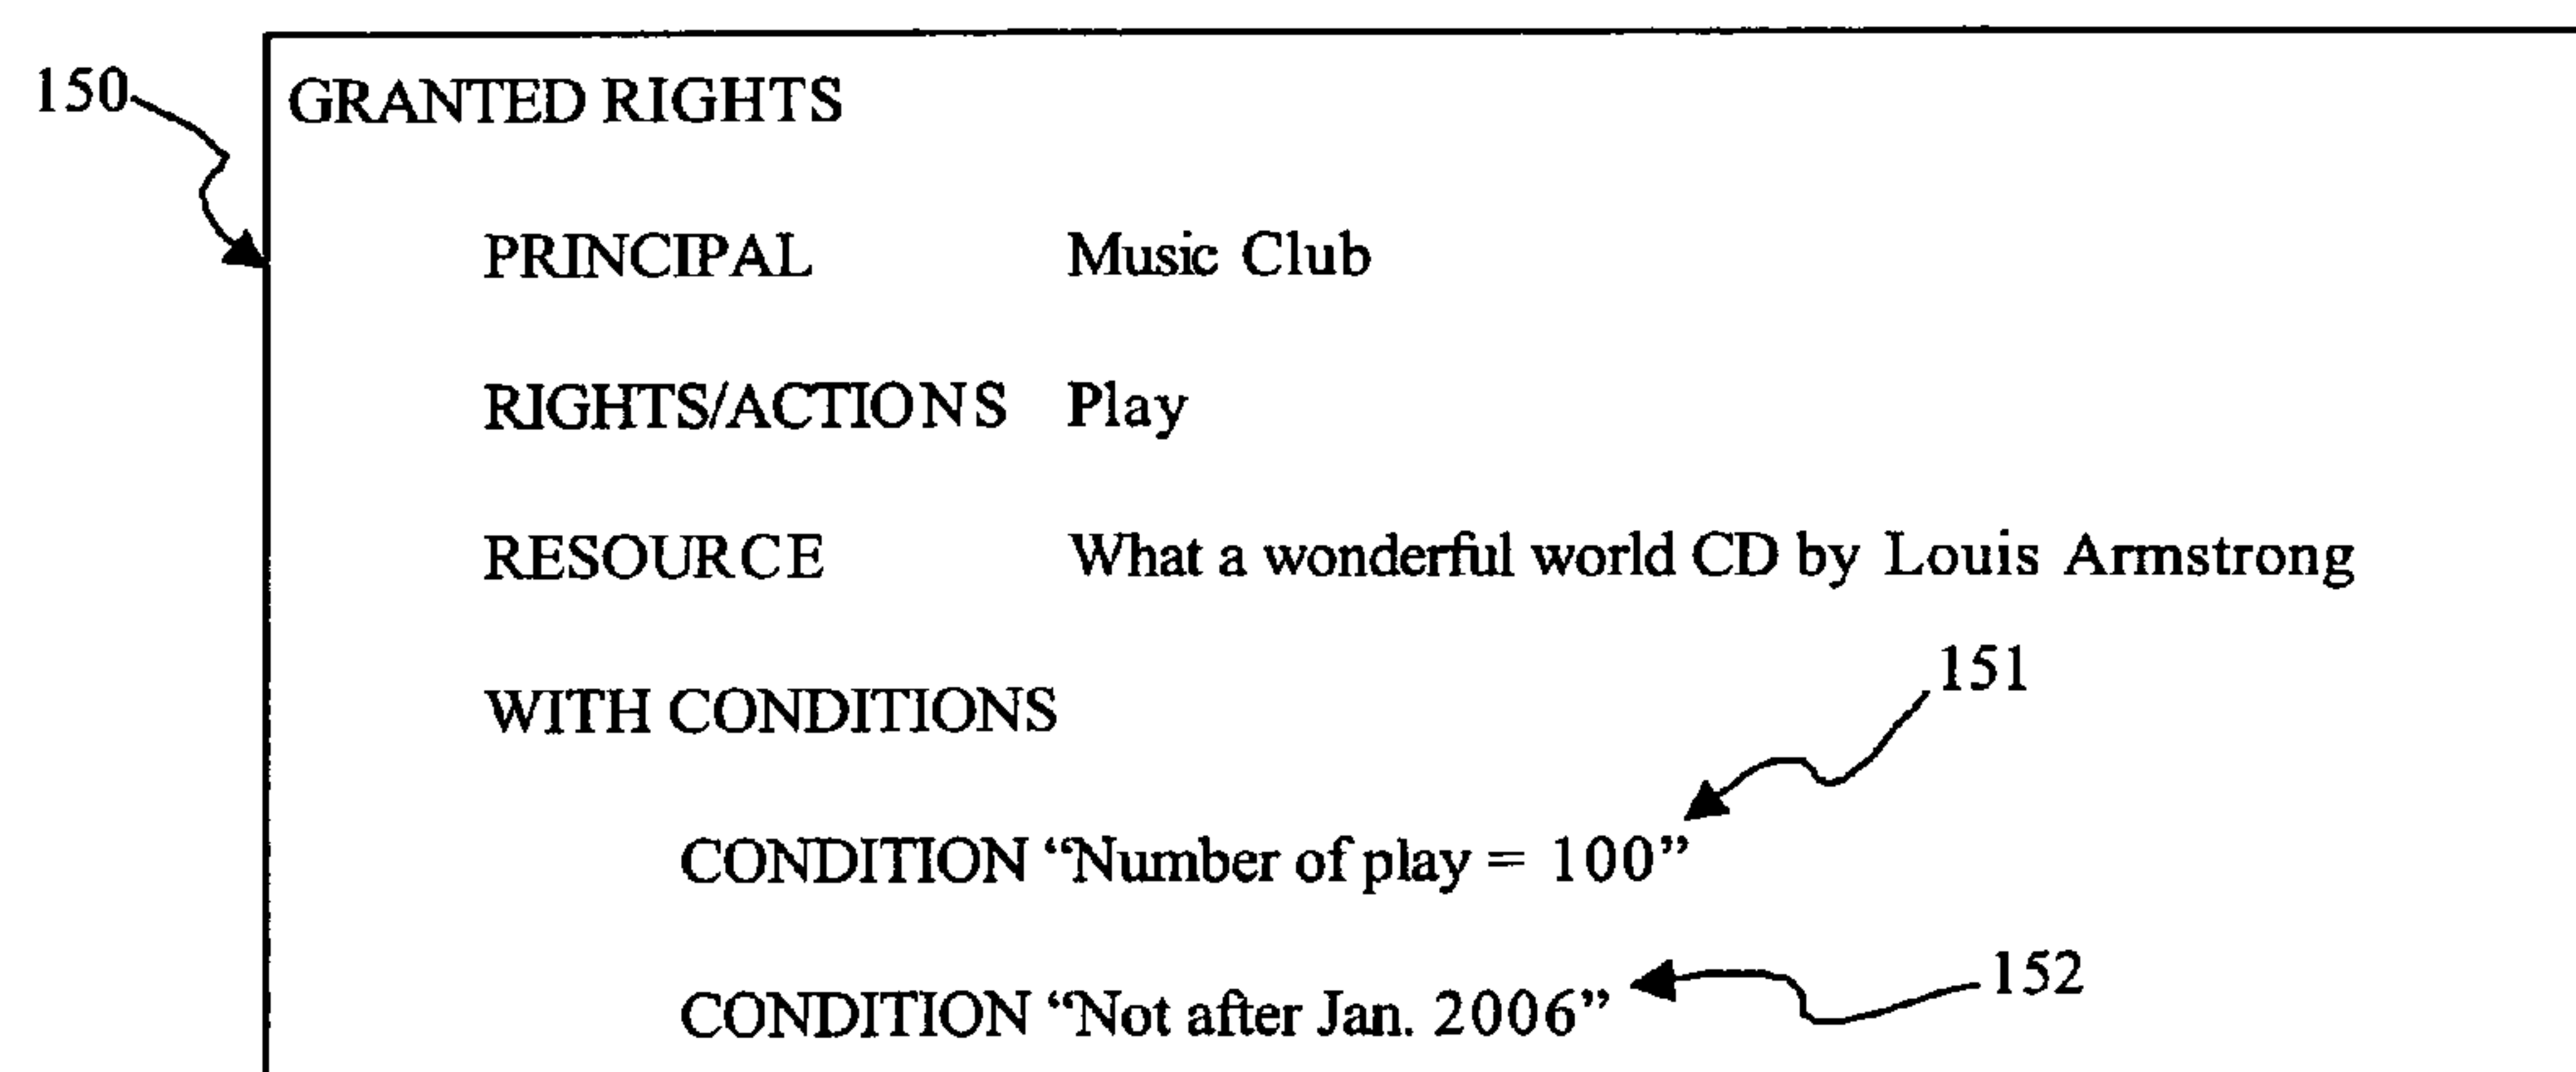 150 GRANTED RIGHTS
PRINCIPAL Music Club
RIGHTS/ACTIONS Play
RESOURCE What a wonderful world CD by Louis Armstrong
151
WITH CONDITIONS
CONDITION “Number of play = 100”
152
CONDITION “Not after Jan. 2006”